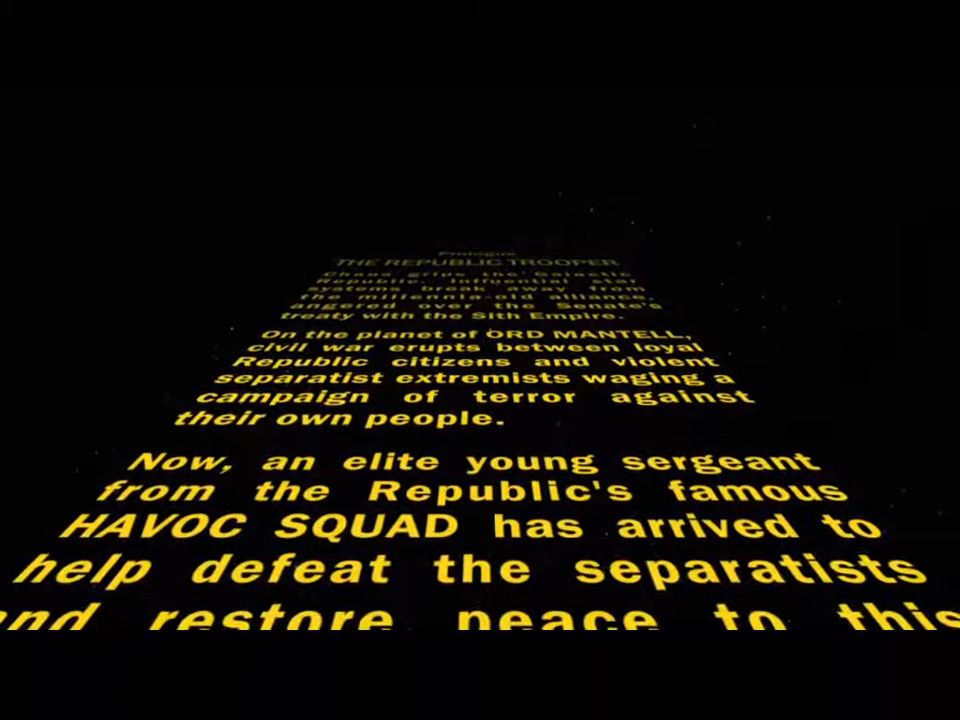 Prologue
THE REPUBLIC TROOPER
Chaos grips the Galactic
Republic. Influential star
systems break away from
the millennia-old alliance,
angered over the Senate's
treaty with the Sith Empire.
On the planet of ORD MANTELL,
civil war erupts between loyal
Republic citizens and violent
separatist extremists waging a
campaign of terror against
their own people.
Now, an elite young sergeant
from the Republic's famous
HAVOC SQUAD has arrived to
help defeat the separatists
and restore peace to this